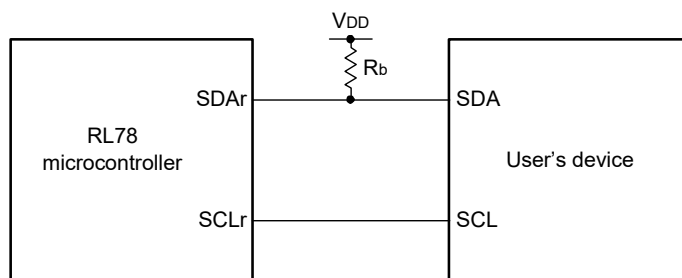 VDD
Rb
SDAr
SDA
RL78
microcontroller
User's device
SCLr
SCL